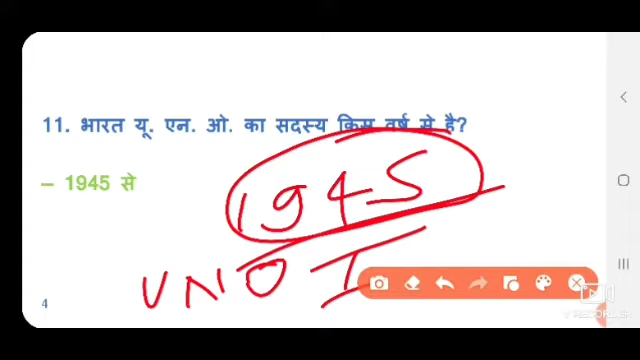 11. भारत यू. एन. ओ. का सदस्य किस वर्ष से है?
– 1945 से
1945
UNO I
4